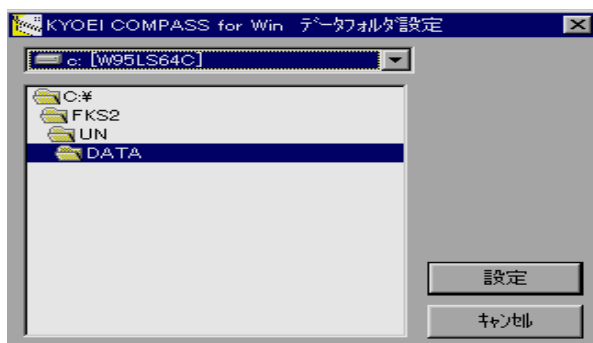 KYOEI COMPASS for Win ﾃﾞｰﾀﾌｫﾙﾀﾞ設定
c: [W95LS64C]
C:¥
FKS2
UN
DATA
設定
ｷｬﾝｾﾙ